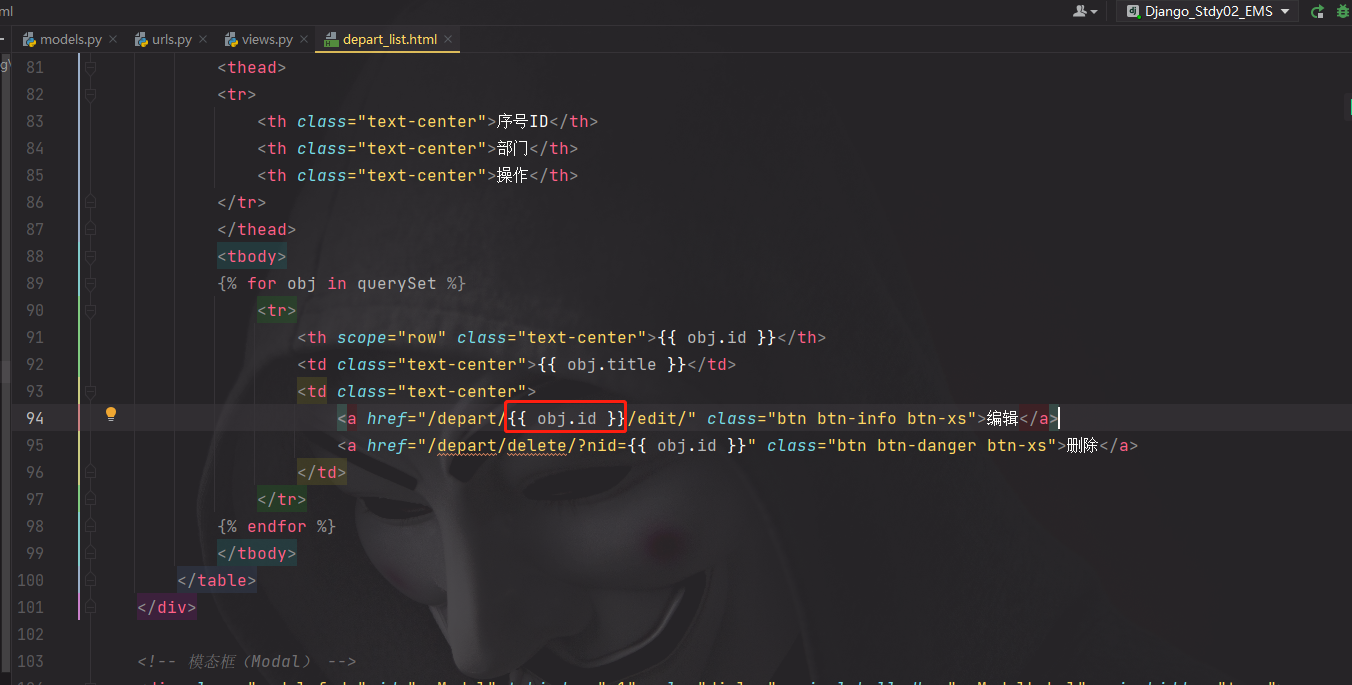 ml
Django_Stdy02_EMS
models.py urls.py views.py depart_list.html
81 <thead>
82 <tr>
83 <th class="text-center">序号ID</th>
84 <th class="text-center">部门</th>
85 <th class="text-center">操作</th>
86 </tr>
87 </thead>
88 <tbody>
89 {% for obj in querySet %}
90 <tr>
91 <th scope="row" class="text-center">{{ obj.id }}</th>
92 <td class="text-center">{{ obj.title }}</td>
93 <td class="text-center">
94 <a href="/depart/{{ obj.id }}/edit/" class="btn btn-info btn-xs">编辑</a>
95 <a href="/depart/delete/?nid={{ obj.id }}" class="btn btn-danger btn-xs">删除</a>
96 </td>
97 </tr>
98 {% endfor %}
99 </tbody>
100 </table>
101 </div>
102
103 <!-- 模态框（Modal） -->